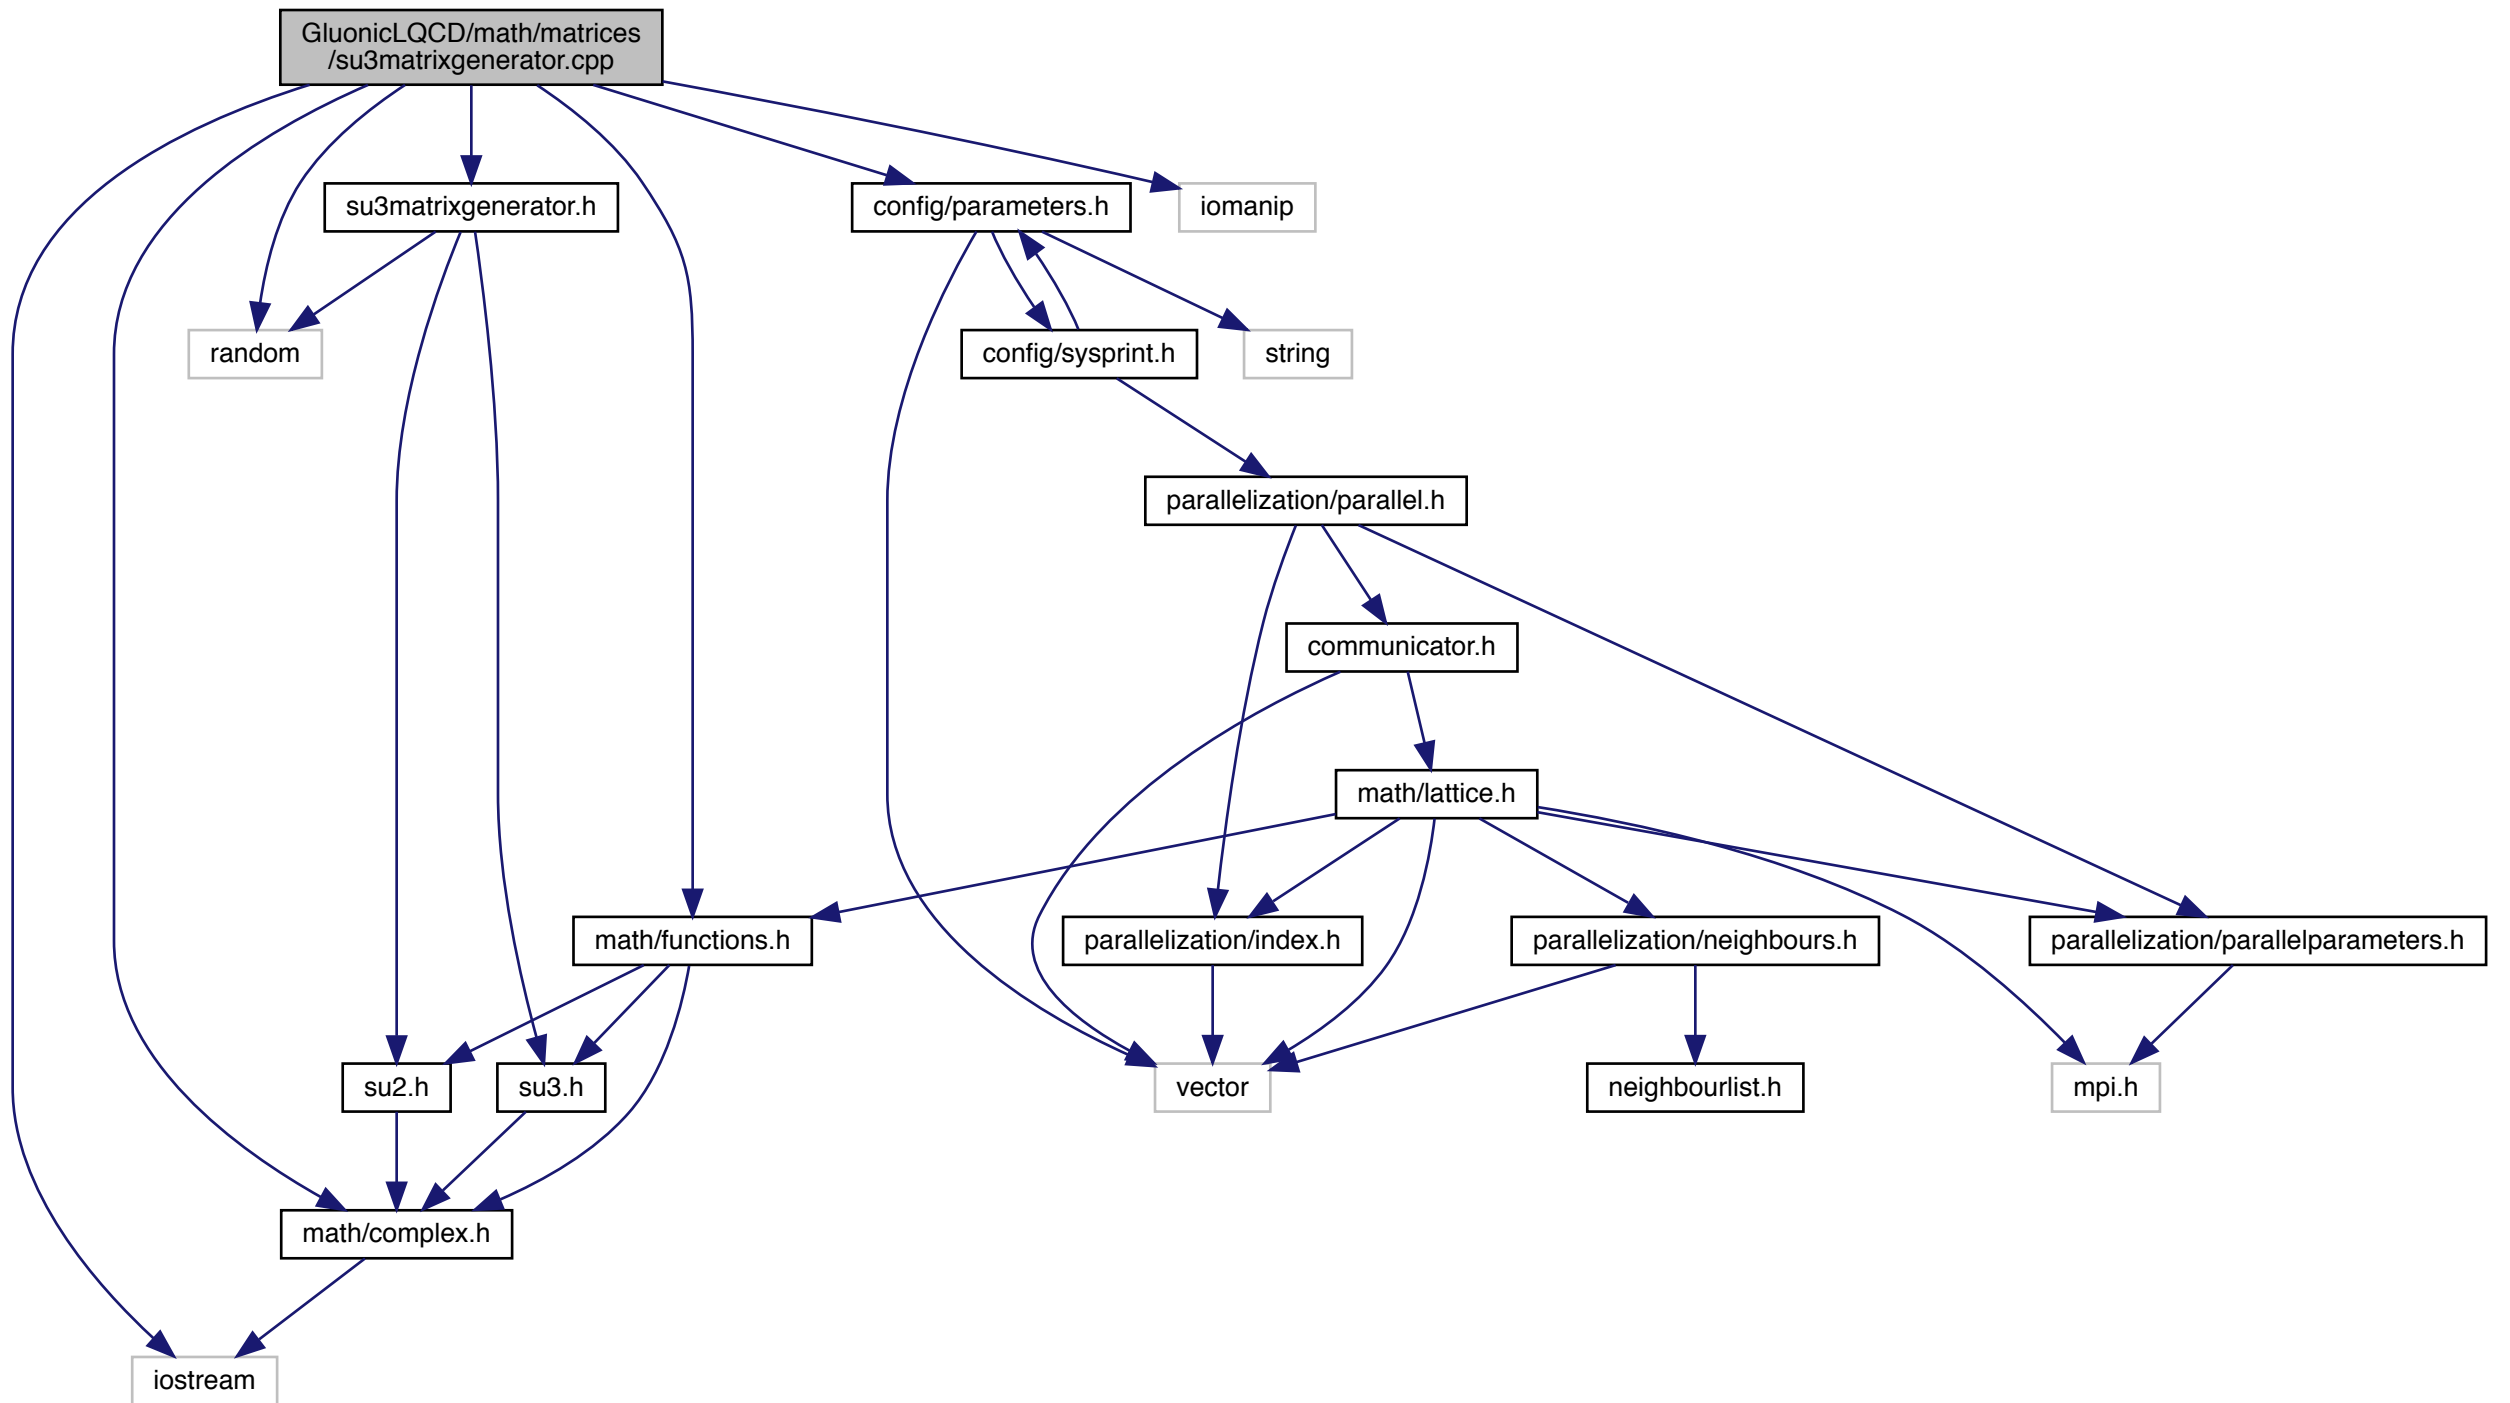 GluonicLQCD/math/matrices
/su3matrixgenerator.cpp
su3matrixgenerator.h
config/parameters.h
iomanip
random
config/sysprint.h
string
parallelization/parallel.h
communicator.h
math/lattice.h
math/functions.h
parallelization/index.h
parallelization/neighbours.h
parallelization/parallelparameters.h
su2.h
su3.h
vector
neighbourlist.h
mpi.h
math/complex.h
iostream